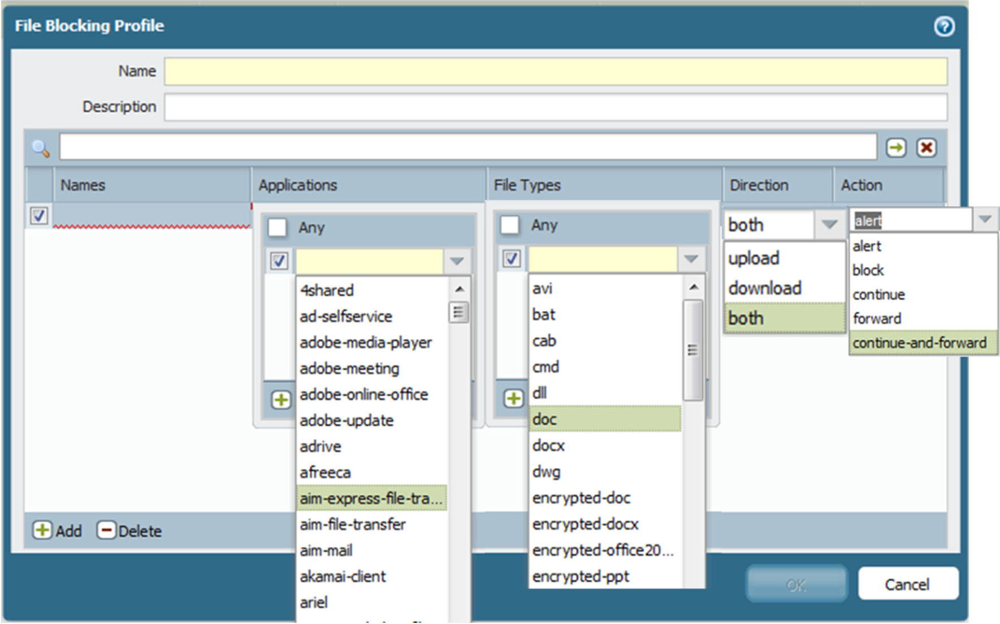 File Blocking Profile
Name
Description
Names Applications File Types Direction Action
Any
4shared
ad-selfservice
adobe-media-player
adobe-meeting
adobe-online-office
adobe-update
adrive
afreeca
aim-express-file-tra...
aim-file-transfer
aim-mail
akamai-client
ariel
Any
avi
bat
cab
cmd
dll
doc
docx
dwg
encrypted-doc
encrypted-docx
encrypted-office20...
encrypted-ppt
both
upload
download
both
alert
alert
block
continue
forward
continue-and-forward
Add Delete
OK Cancel